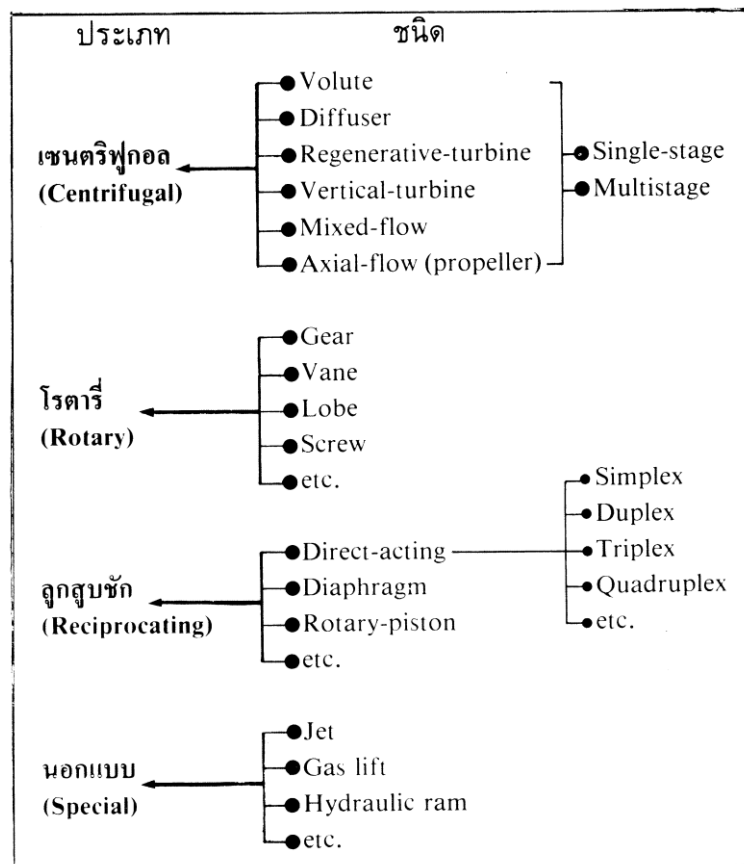 ประเภท ชนิด
Volute
Diffuser
เซนตริฟูกอล
(Centrifugal)
Regenerative-turbine
Vertical-turbine
Mixed-flow
Axial-flow (propeller)
Single-stage
Multistage
โรตารี่
(Rotary)
Gear
Vane
Lobe
Screw
etc.
ลูกสูบชัก
(Reciprocating)
Direct-acting
Diaphragm
Rotary-piston
etc.
Simplex
Duplex
Triplex
Quadruplex
etc.
นอกแบบ
(Special)
Jet
Gas lift
Hydraulic ram
etc.